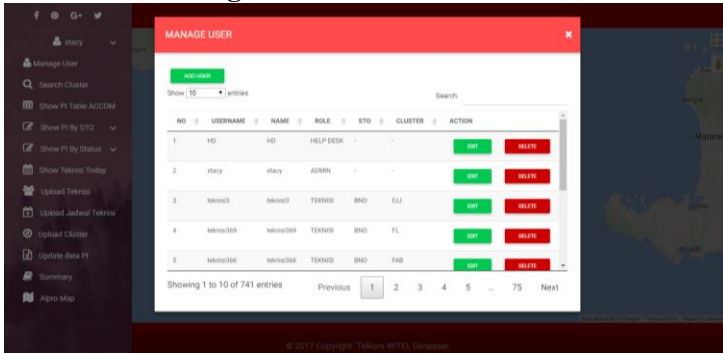 f G+
xtacy
Manage User
Search Cluster
Show PI Table ACCOM
Show PI By STO
Show PI By Status
Show Teknisi Today
Upload Teknisi
Upload Jadwal Teknisi
Upload Cluster
Update data PI
Summary
Alpro Map
MANAGE USER ×
ADD USER
Show 10 entries Search:
NO USERNAME NAME ROLE STO CLUSTER ACTION
1 HD HD HELP DESK - - EDIT DELETE
2 xtacy xtacy ADMIN - - EDIT DELETE
3 teknisi3 teknisi3 TEKNISI BNO EJJ EDIT DELETE
4 teknisi369 teknisi369 TEKNISI BNO FL EDIT DELETE
5 teknisi366 teknisi366 TEKNISI BNO FAB EDIT DELETE
Showing 1 to 10 of 741 entries Previous 1 2 3 4 5 ... 75 Next
© 2017 Copyright: Telkom WITEL Denpasar